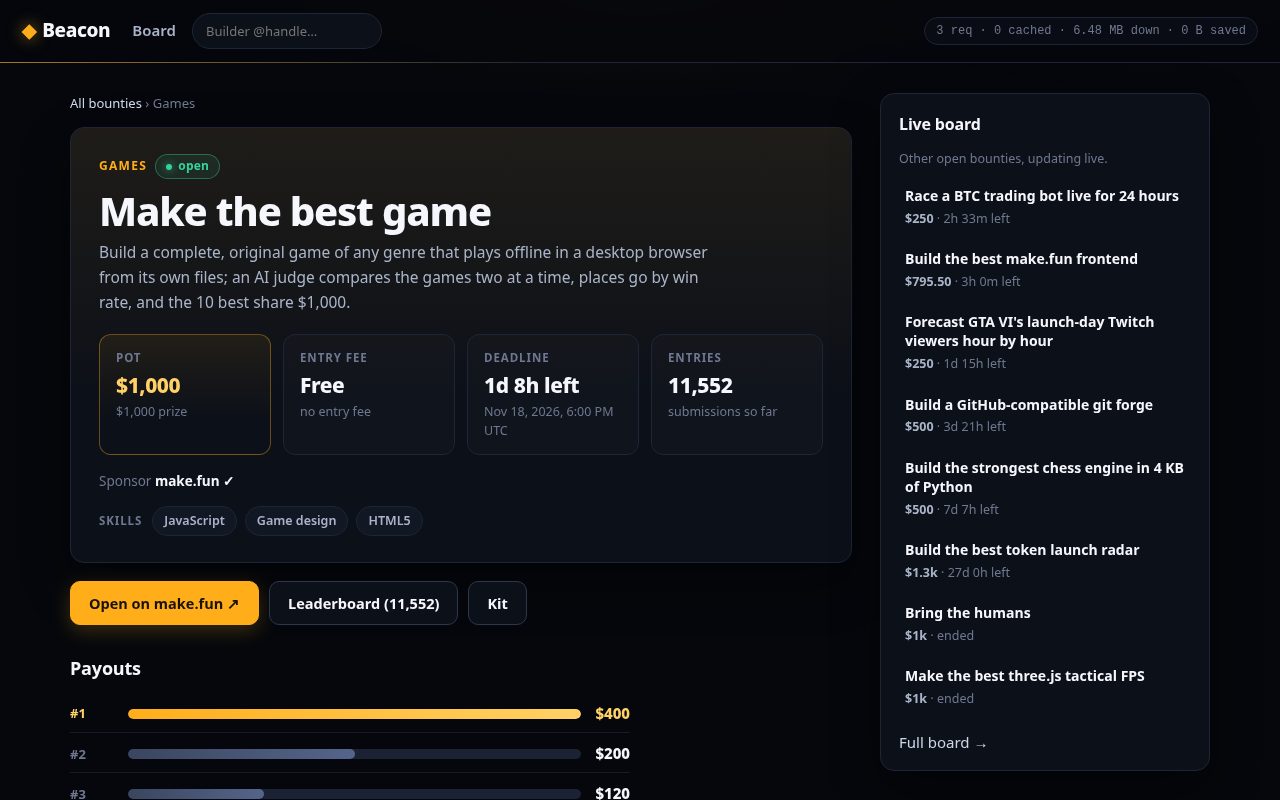 ◆ Beacon
Board
Builder @handle...
3 req · 0 cached · 6.48 MB down · 0 B saved
All bounties › Games
GAMES
open
Make the best game
Build a complete, original game of any genre that plays offline in a desktop browser
from its own files; an AI judge compares the games two at a time, places go by win
rate, and the 10 best share $1,000.
POT
$1,000
$1,000 prize
ENTRY FEE
Free
no entry fee
DEADLINE
1d 8h left
Nov 18, 2026, 6:00 PM
UTC
ENTRIES
11,552
submissions so far
Sponsor make.fun ✓
SKILLS
JavaScript
Game design
HTML5
Open on make.fun ↗
Leaderboard (11,552)
Kit
Payouts
#1
$400
#2
$200
#3
$120
Live board
Other open bounties, updating live.
Race a BTC trading bot live for 24 hours
$250 · 2h 33m left
Build the best make.fun frontend
$795.50 · 3h 0m left
Forecast GTA VI's launch-day Twitch
viewers hour by hour
$250 · 1d 15h left
Build a GitHub-compatible git forge
$500 · 3d 21h left
Build the strongest chess engine in 4 KB
of Python
$500 · 7d 7h left
Build the best token launch radar
$1.3k · 27d 0h left
Bring the humans
$1k · ended
Make the best three.js tactical FPS
$1k · ended
Full board →